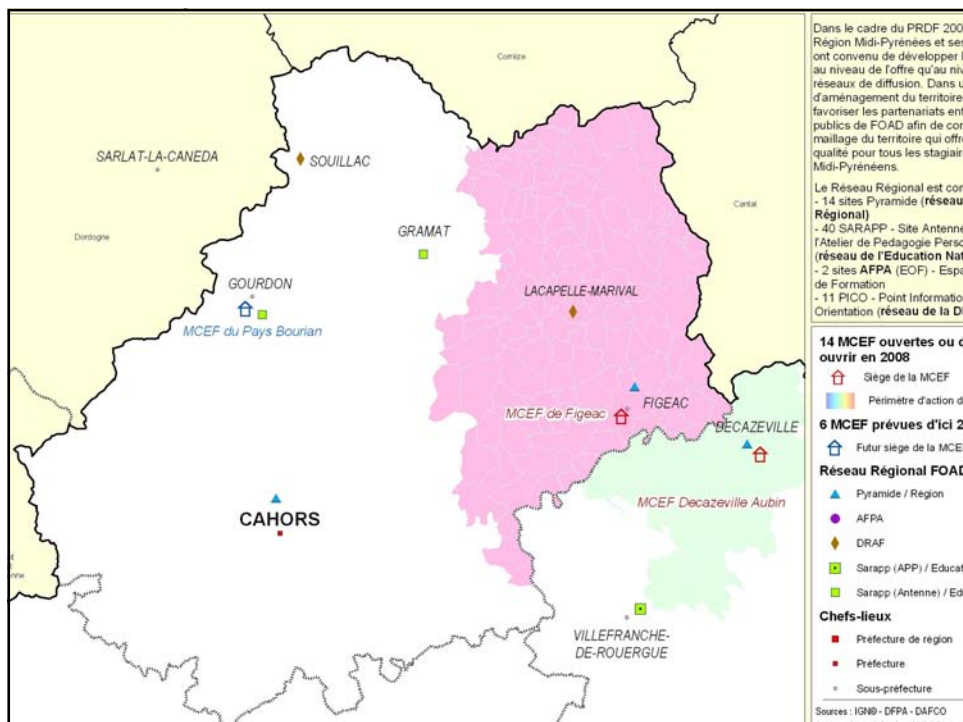 Corrèze
SARLAT-LA-CANEDA
SOUILLAC
Cantal
Dordogne
GRAMAT
GOURDON
LACAPELLE-MARIVAL
MCEF du Pays Bourian
MCEF de Figeac
FIGEAC
DECAZEVILLE
MCEF Decazeville Aubin
CAHORS
VILLEFRANCHE-
DE-ROUERGUE
Dans le cadre du PRDF 200
Région Midi-Pyrénées et ses
ont convenu de développer l
au niveau de l'offre qu'au niv
réseaux de diffusion. Dans u
d'aménagement du territoire
favoriser les partenariats ent
publics de FOAD afin de con
maillage du territoire qui offre
qualité pour tous les stagiair
Midi-Pyrénéens.
Le Réseau Régional est con
- 14 sites Pyramide (réseau
Régional)
- 40 SARAPP - Site Antenne
l'Atelier de Pedagogie Perso
(réseau de l'Education Nat
- 2 sites AFPA (EOF) - Espa
de Formation
- 11 PICO - Point Informatio
Orientation (réseau de la D
14 MCEF ouvertes ou
ouvrir en 2008
Siège de la MCEF
Périmètre d'action d
6 MCEF prévues d'ici 2
Futur siège de la MCE
Réseau Régional FOAD
Pyramide / Région
AFPA
DRAF
Sarapp (APP) / Educat
Sarapp (Antenne) / Ed
Chefs-lieux
Préfecture de région
Préfecture
Sous-préfecture
Sources : IGN® - DFPA - DAFCO